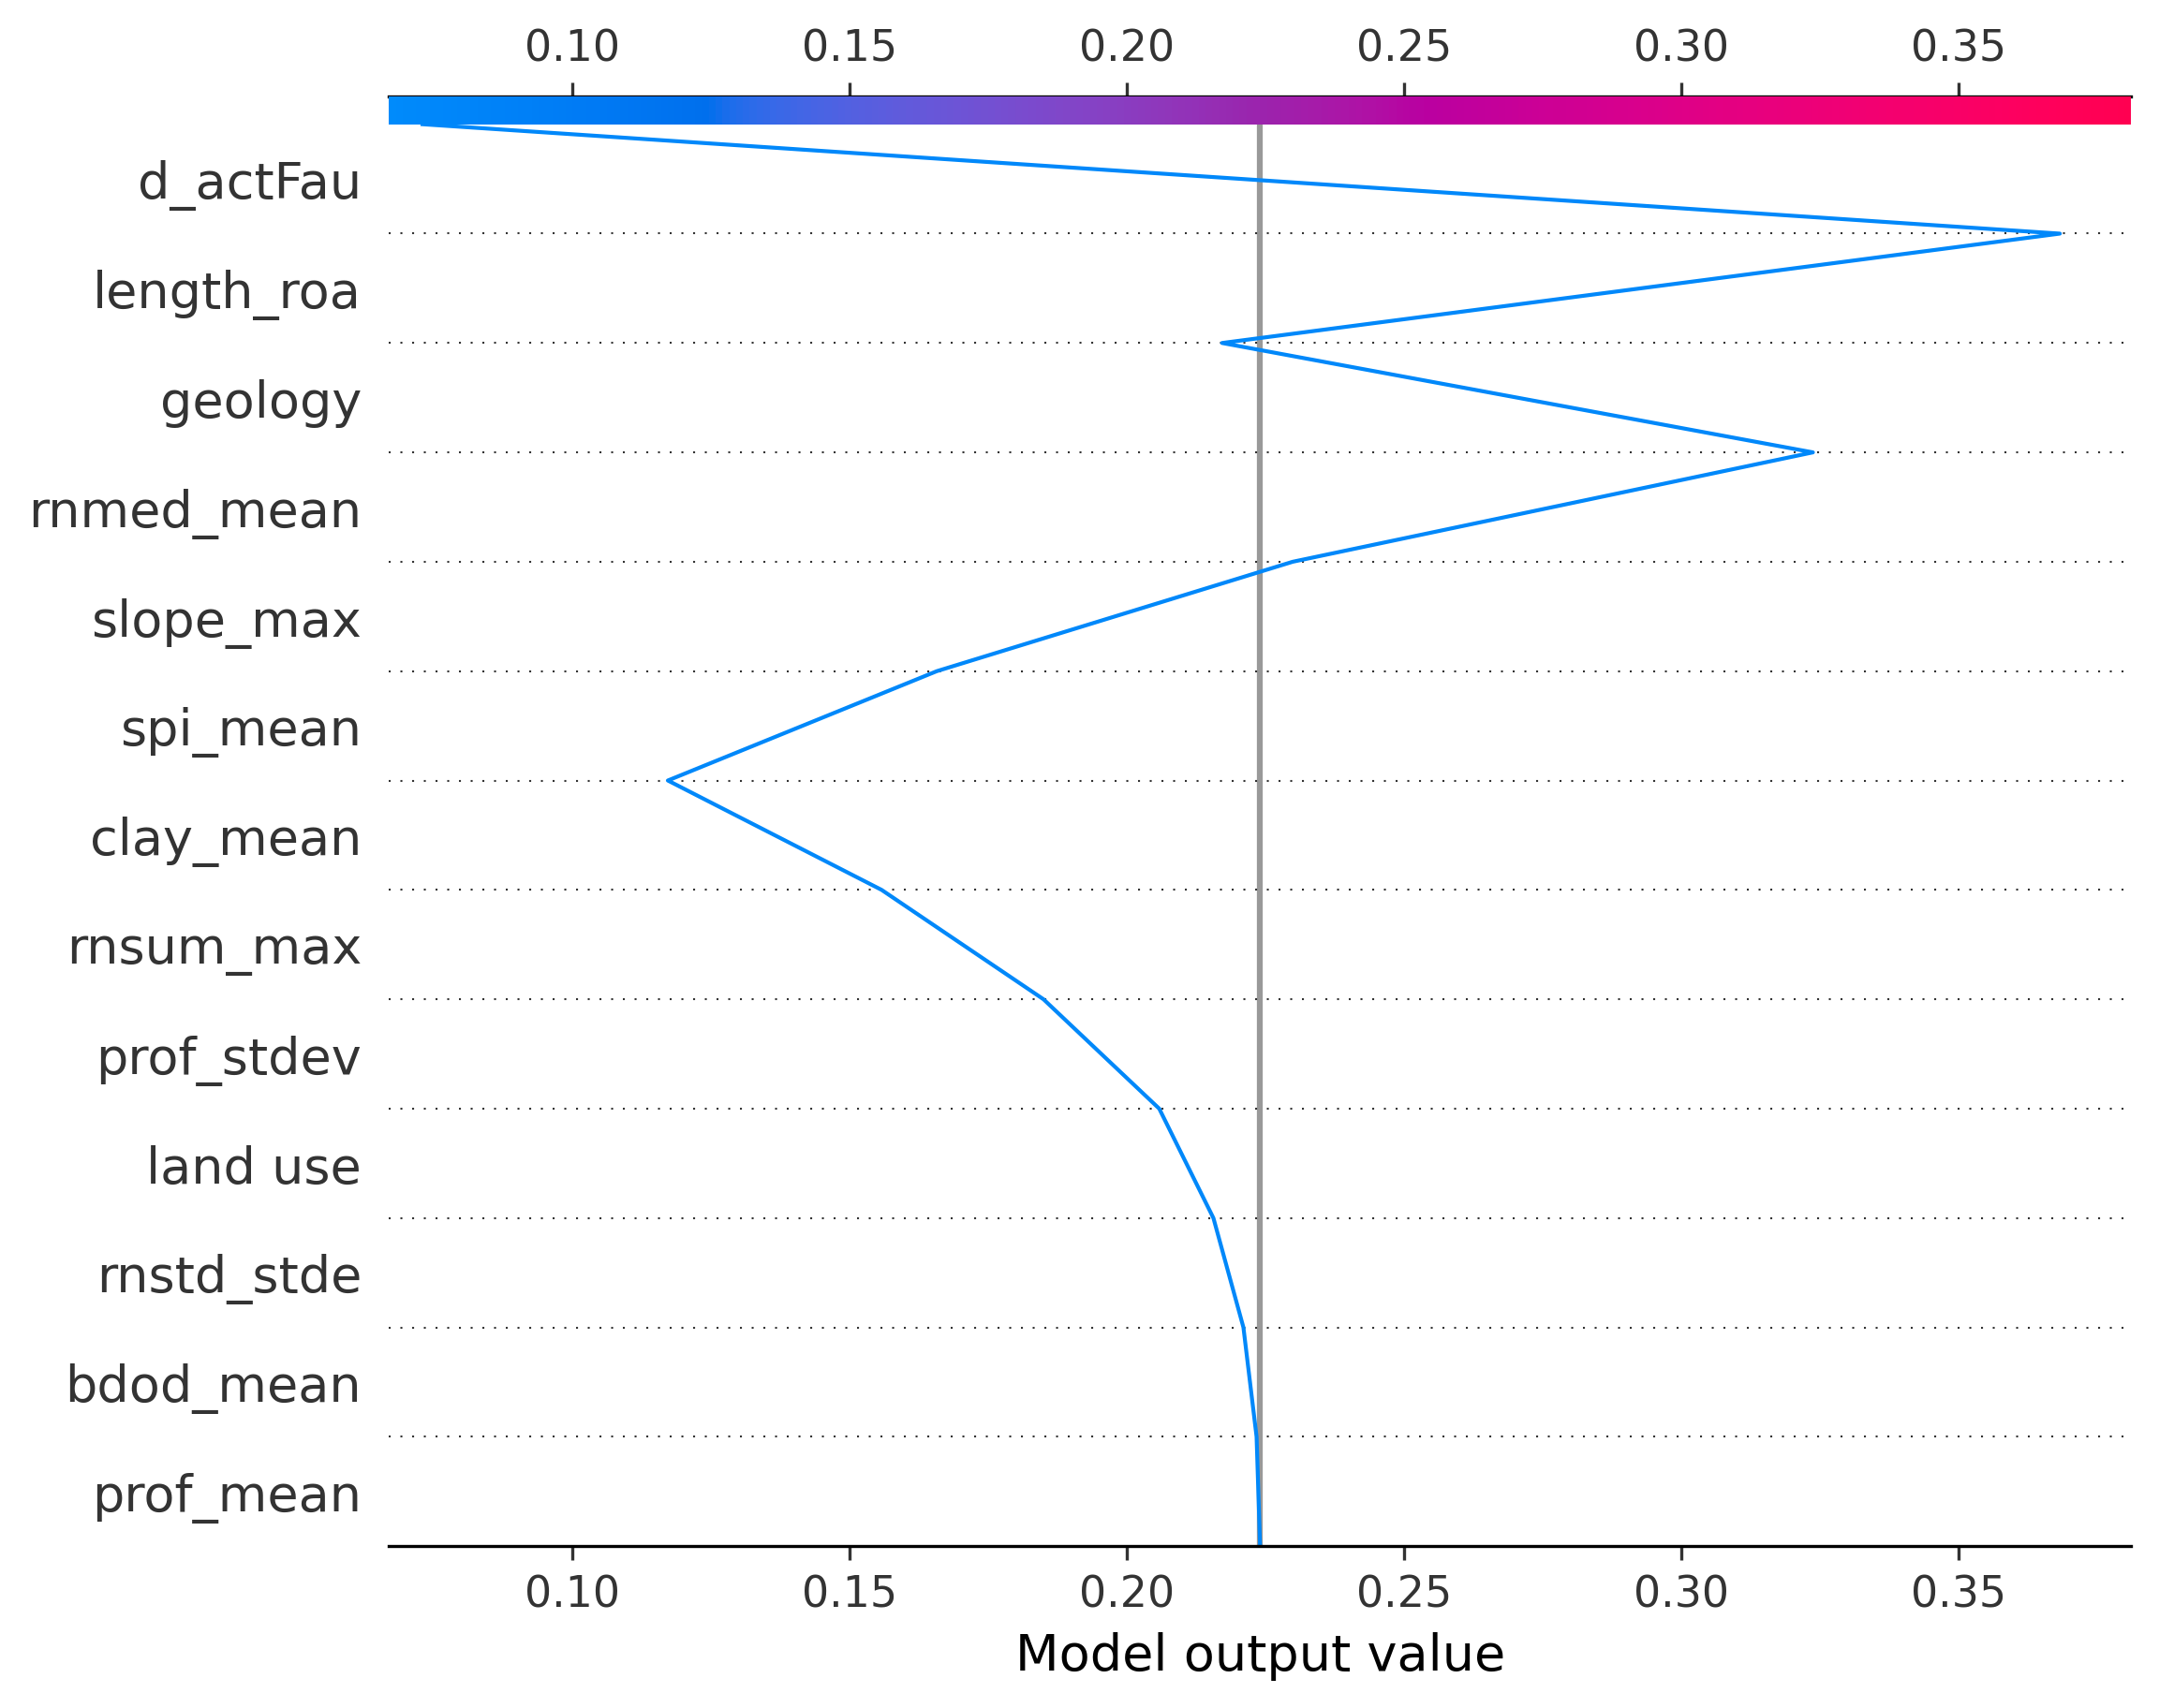 0.10 0.15 0.20 0.25 0.30 0.35
d_actFau
length_roa
geology
rnmed_mean
slope_max
spi_mean
clay_mean
rnsum_max
prof_stdev
land use
rnstd_stde
bdod_mean
prof_mean
0.10 0.15 0.20 0.25 0.30 0.35
Model output value